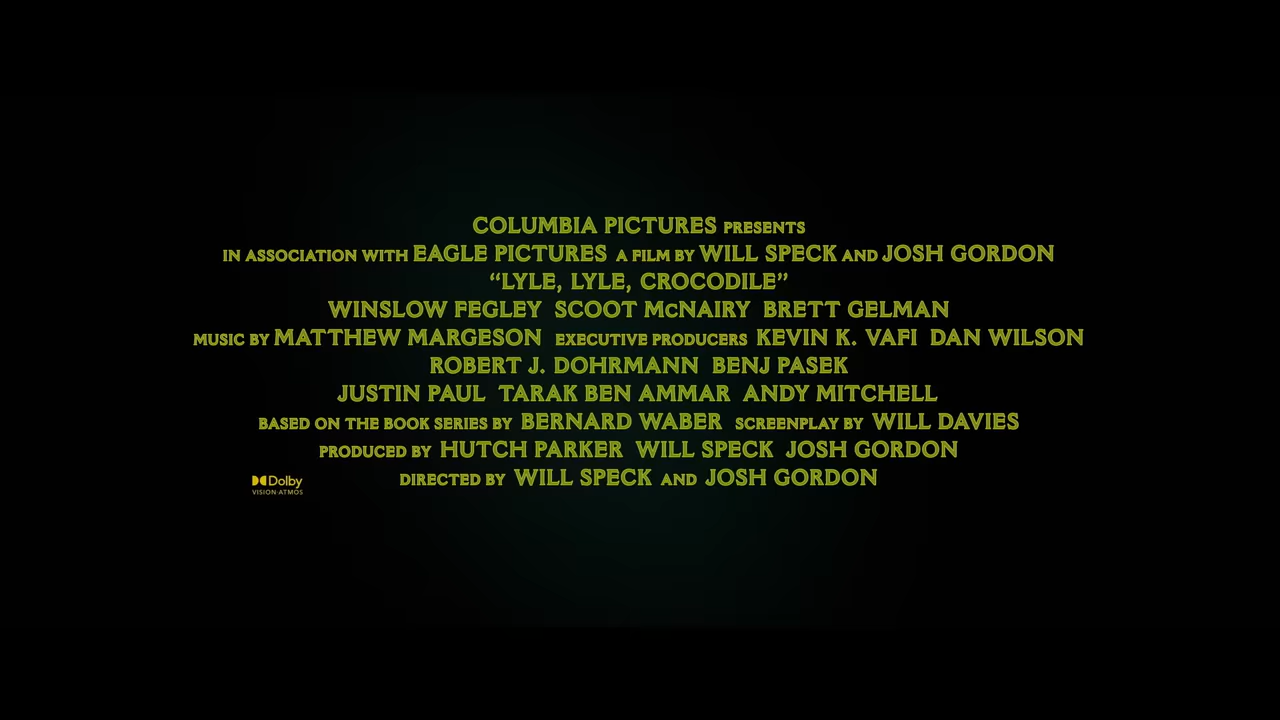 COLUMBIA PICTURES PRESENTS
IN ASSOCIATION WITH EAGLE PICTURES A FILM BY WILL SPECK AND JOSH GORDON
“LYLE, LYLE, CROCODILE”
WINSLOW FEGLEY SCOOT McNAIRY BRETT GELMAN
MUSIC BY MATTHEW MARGESON EXECUTIVE PRODUCERS KEVIN K. VAFI DAN WILSON
ROBERT J. DOHRMANN BENJ PASEK
JUSTIN PAUL TARAK BEN AMMAR ANDY MITCHELL
BASED ON THE BOOK SERIES BY BERNARD WABER SCREENPLAY BY WILL DAVIES
PRODUCED BY HUTCH PARKER WILL SPECK JOSH GORDON
DIRECTED BY WILL SPECK AND JOSH GORDON
Dolby
VISION·ATMOS